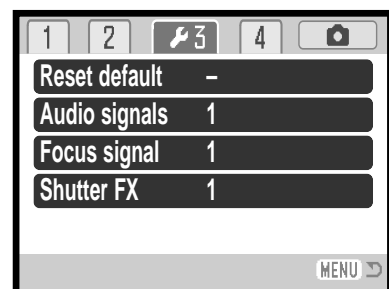 1 2 3 4
Reset default –
Audio signals 1
Focus signal 1
Shutter FX 1
MENU